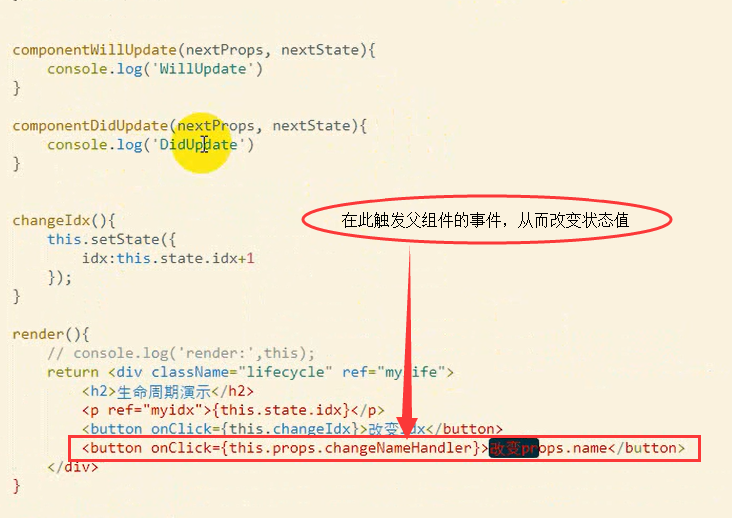 componentWillUpdate(nextProps, nextState){
console.log('WillUpdate')
}
componentDidUpdate(nextProps, nextState){
console.log('DidUpdate')
}
changeIdx(){
this.setState({
idx:this.state.idx+1
});
}
在此触发父组件的事件，从而改变状态值
render(){
// console.log('render:',this);
return <div className="lifecycle" ref="mylife">
<h2>生命周期演示</h2>
<p ref="myidx">{this.state.idx}</p>
<button onClick={this.changeIdx}>改变idx</button>
<button onClick={this.props.changeNameHandler}>改变props.name</button>
</div>
}